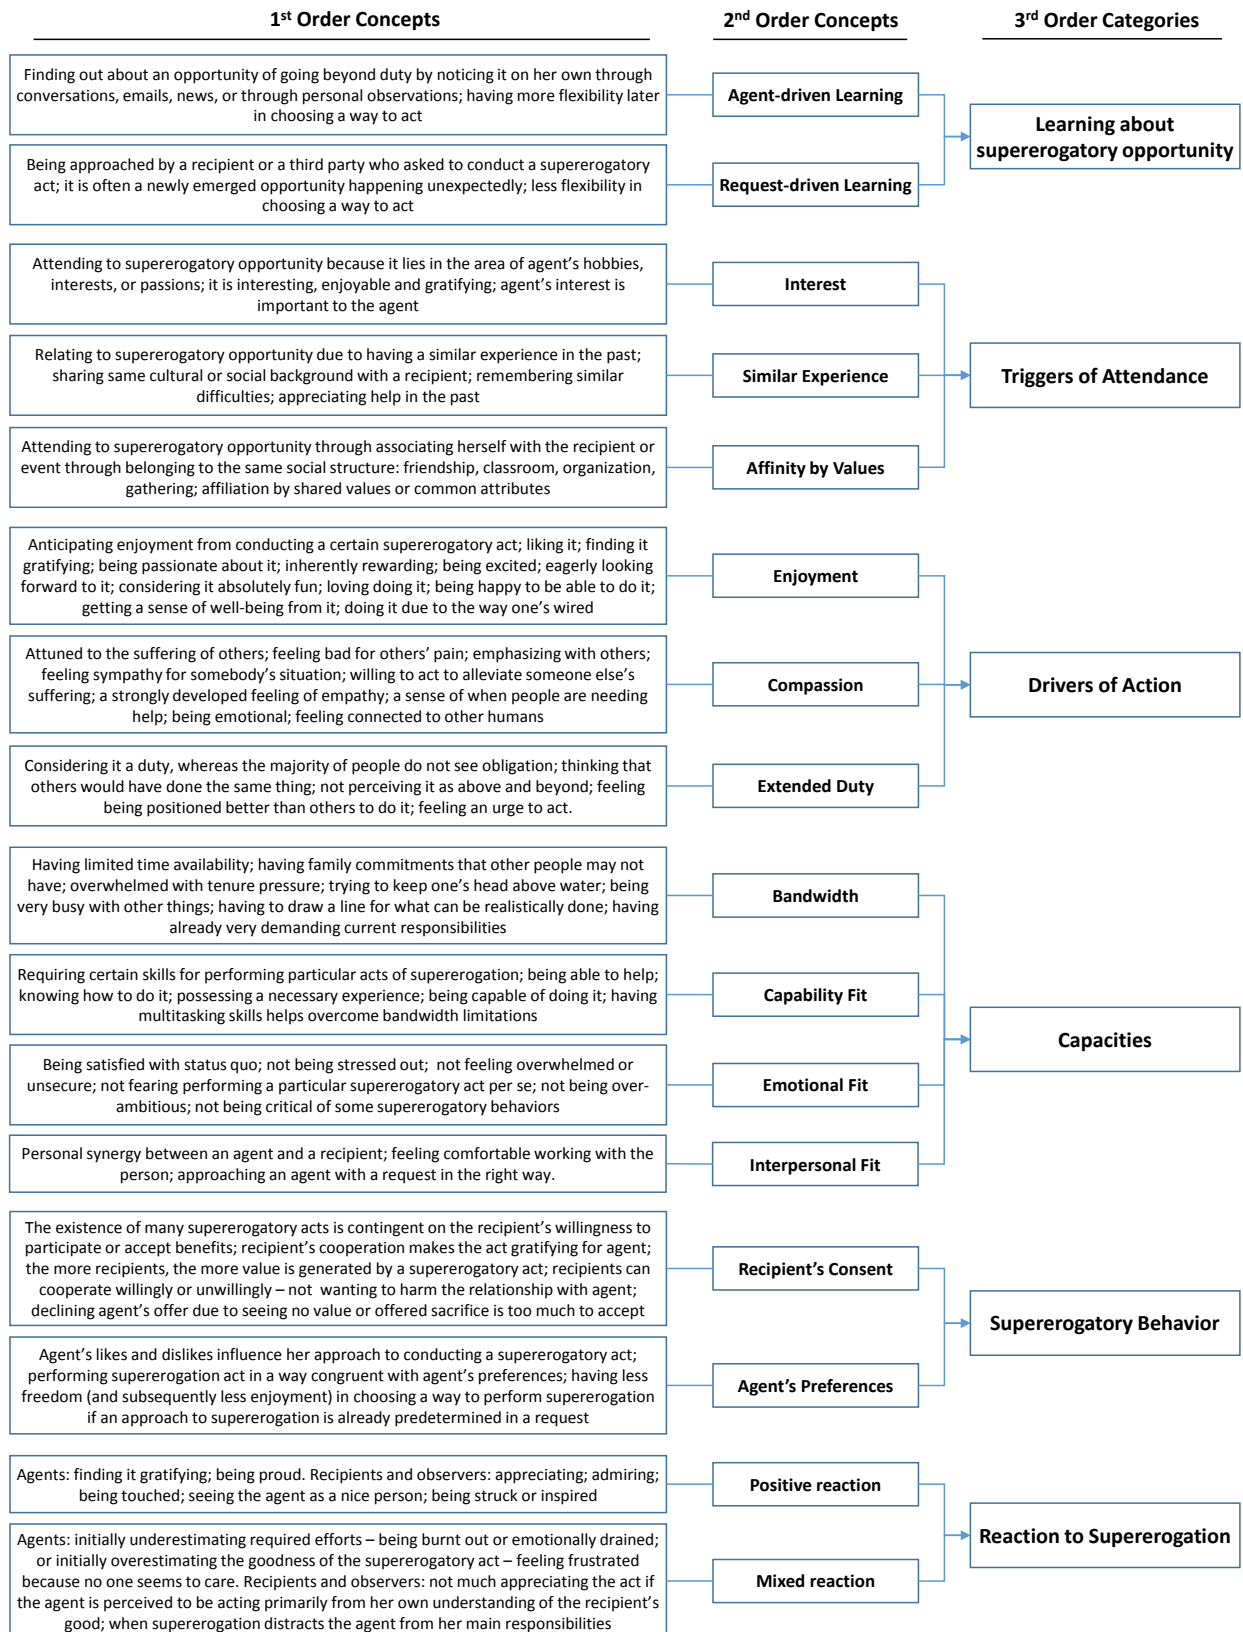 1st Order Concepts
2nd Order Concepts
3rd Order Categories
Finding out about an opportunity of going beyond duty by noticing it on her own through
conversations, emails, news, or through personal observations; having more flexibility later
in choosing a way to act
Agent-driven Learning
Being approached by a recipient or a third party who asked to conduct a supererogatory
act; it is often a newly emerged opportunity happening unexpectedly; less flexibility in
choosing a way to act
Request-driven Learning
Learning about
supererogatory opportunity
Attending to supererogatory opportunity because it lies in the area of agent's hobbies,
interests, or passions; it is interesting, enjoyable and gratifying; agent's interest is
important to the agent
Interest
Relating to supererogatory opportunity due to having a similar experience in the past;
sharing same cultural or social background with a recipient; remembering similar
difficulties; appreciating help in the past
Similar Experience
Triggers of Attendance
Attending to supererogatory opportunity through associating herself with the recipient or
event through belonging to the same social structure: friendship, classroom, organization,
gathering; affiliation by shared values or common attributes
Affinity by Values
Anticipating enjoyment from conducting a certain supererogatory act; liking it; finding it
gratifying; being passionate about it; inherently rewarding; being excited; eagerly looking
forward to it; considering it absolutely fun; loving doing it; being happy to be able to do it;
getting a sense of well-being from it; doing it due to the way one's wired
Enjoyment
Attuned to the suffering of others; feeling bad for others' pain; emphasizing with others;
feeling sympathy for somebody's situation; willing to act to alleviate someone else's
suffering; a strongly developed feeling of empathy; a sense of when people are needing
help; being emotional; feeling connected to other humans
Compassion
Drivers of Action
Considering it a duty, whereas the majority of people do not see obligation; thinking that
others would have done the same thing; not perceiving it as above and beyond; feeling
being positioned better than others to do it; feeling an urge to act.
Extended Duty
Having limited time availability; having family commitments that other people may not
have; overwhelmed with tenure pressure; trying to keep one's head above water; being
very busy with other things; having to draw a line for what can be realistically done; having
already very demanding current responsibilities
Bandwidth
Requiring certain skills for performing particular acts of supererogation; being able to help;
knowing how to do it; possessing a necessary experience; being capable of doing it; having
multitasking skills helps overcome bandwidth limitations
Capability Fit
Capacities
Being satisfied with status quo; not being stressed out; not feeling overwhelmed or
unsecure; not fearing performing a particular supererogatory act per se; not being over-
ambitious; not being critical of some supererogatory behaviors
Emotional Fit
Personal synergy between an agent and a recipient; feeling comfortable working with the
person; approaching an agent with a request in the right way.
Interpersonal Fit
The existence of many supererogatory acts is contingent on the recipient's willingness to
participate or accept benefits; recipient's cooperation makes the act gratifying for agent;
the more recipients, the more value is generated by a supererogatory act; recipients can
cooperate willingly or unwillingly – not wanting to harm the relationship with agent;
declining agent's offer due to seeing no value or offered sacrifice is too much to accept
Recipient's Consent
Supererogatory Behavior
Agent's likes and dislikes influence her approach to conducting a supererogatory act;
performing supererogation act in a way congruent with agent's preferences; having less
freedom (and subsequently less enjoyment) in choosing a way to perform supererogation
if an approach to supererogation is already predetermined in a request
Agent's Preferences
Agents: finding it gratifying; being proud. Recipients and observers: appreciating; admiring;
being touched; seeing the agent as a nice person; being struck or inspired
Positive reaction
Reaction to Supererogation
Agents: initially underestimating required efforts – being burnt out or emotionally drained;
or initially overestimating the goodness of the supererogatory act – feeling frustrated
because no one seems to care. Recipients and observers: not much appreciating the act if
the agent is perceived to be acting primarily from her own understanding of the recipient's
good; when supererogation distracts the agent from her main responsibilities
Mixed reaction